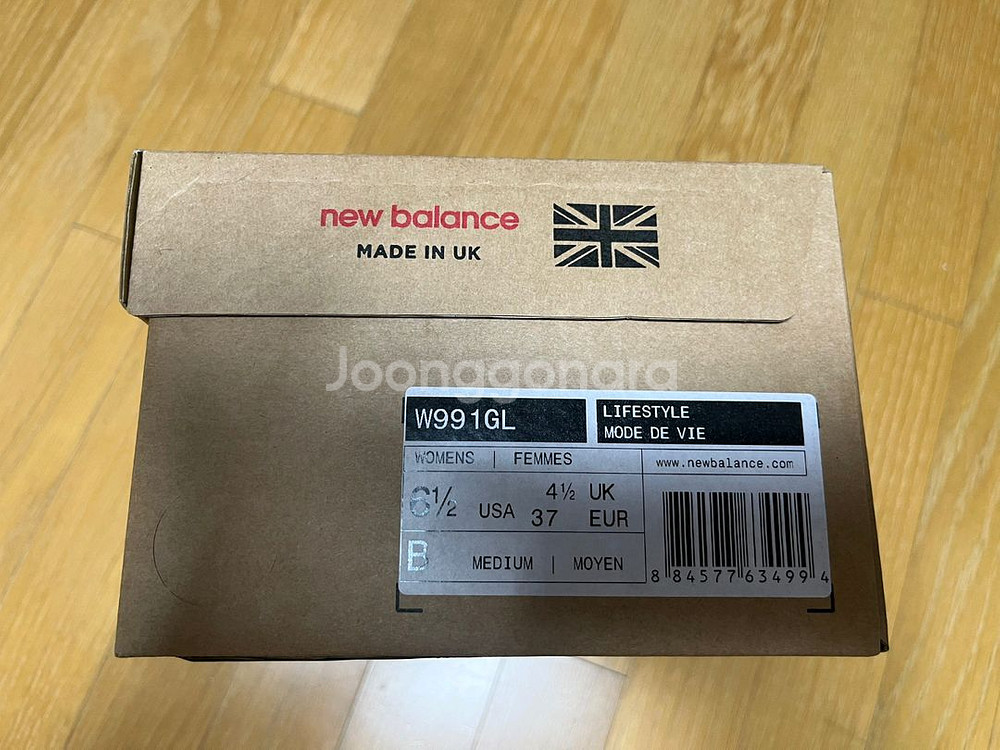 new balance
MADE IN UK
Joonggonara
W991GL
LIFESTYLE
MODE DE VIE
WOMENS | FEMMES
www.newbalance.com
6½ USA
4½ UK
37 EUR
B MEDIUM | MOYEN
8 84577 63499 4